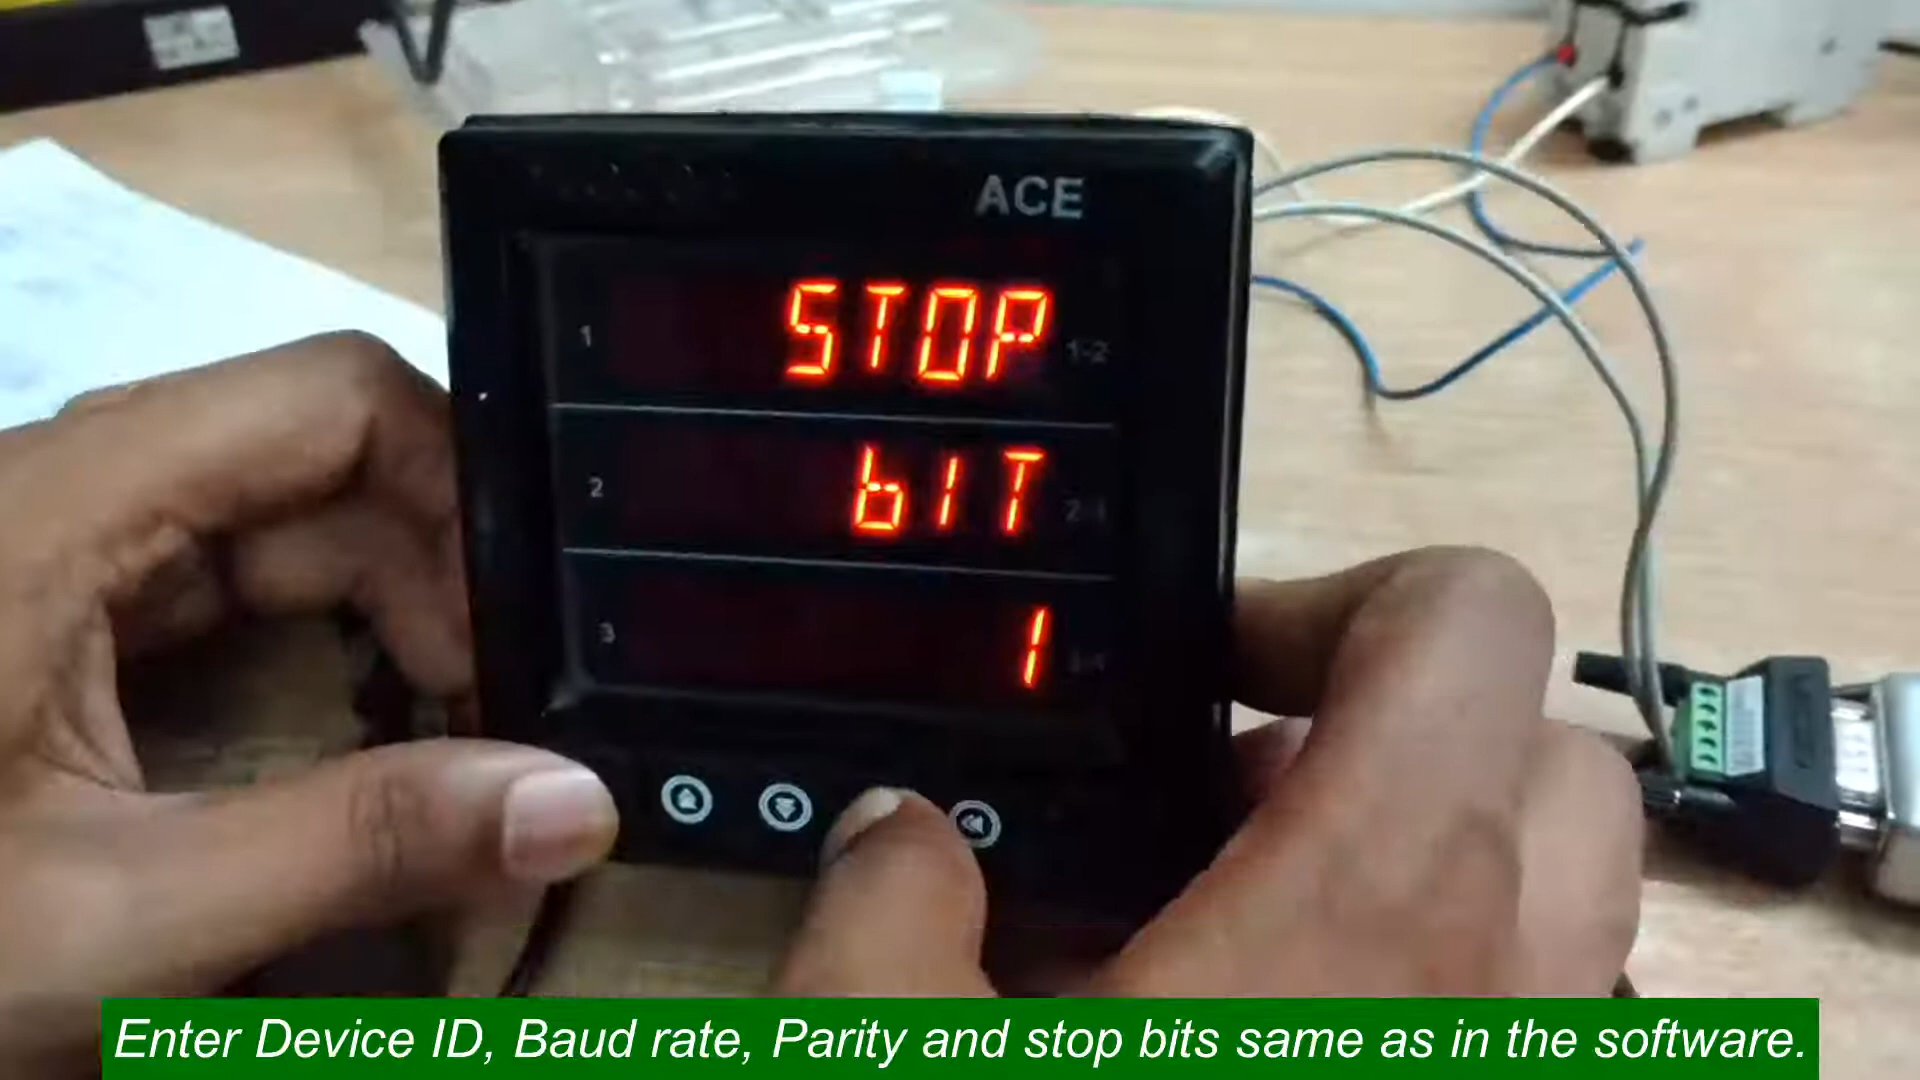 ACE
1 STOP 1-2
2 bIT
3 1
Enter Device ID, Baud rate, Parity and stop bits same as in the software.